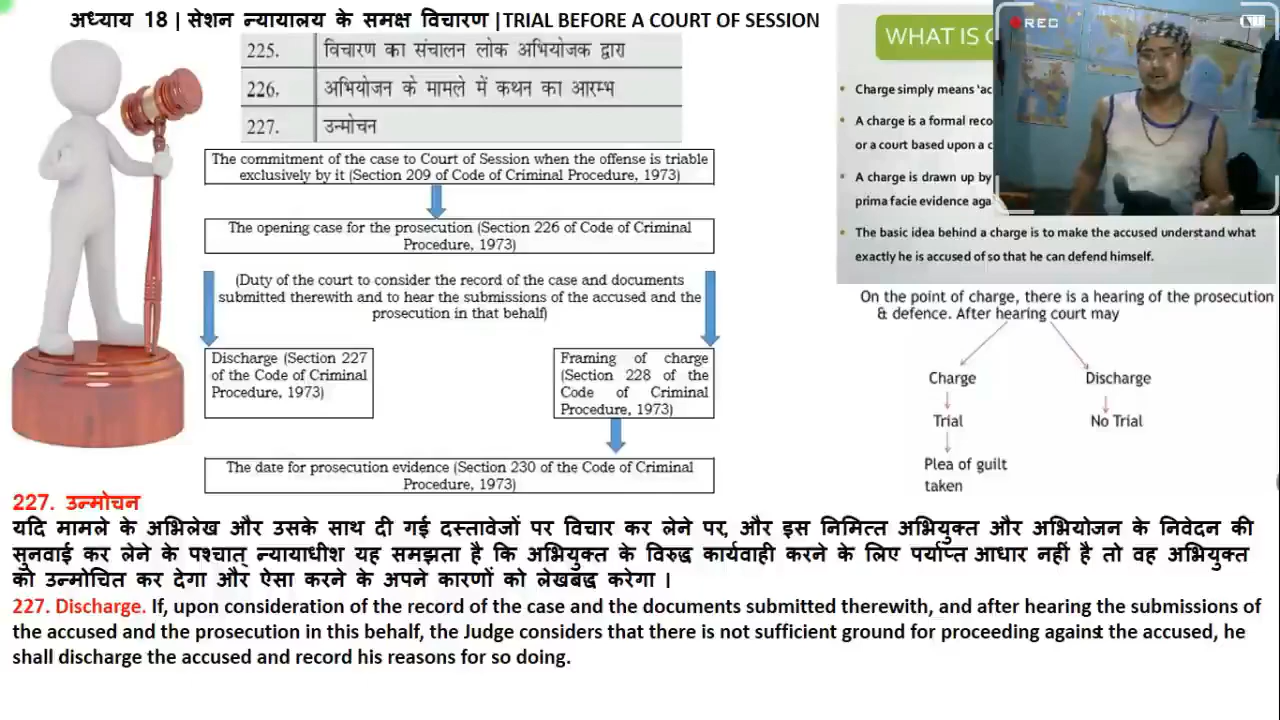 अध्याय 18 | सेशन न्यायालय के समक्ष विचारण |TRIAL BEFORE A COURT OF SESSION
225. विचारण का संचालन लोक अभियोजक द्वारा
226. अभियोजन के मामले में कथन का आरम्भ
227. उन्मोचन
The commitment of the case to Court of Session when the offense is triable
exclusively by it (Section 209 of Code of Criminal Procedure, 1973)
The opening case for the prosecution (Section 226 of Code of Criminal
Procedure, 1973)
(Duty of the court to consider the record of the case and documents
submitted therewith and to hear the submissions of the accused and the
prosecution in that behalf)
Discharge (Section 227
of the Code of Criminal
Procedure, 1973)
Framing of charge
(Section 228 of the
Code of Criminal
Procedure, 1973)
The date for prosecution evidence (Section 230 of the Code of Criminal
Procedure, 1973)
WHAT IS
REC
Charge simply means
A charge is a formal
or a court based upon a
A charge is drawn up by
prima facie evidence
The basic idea behind a charge is to make the accused understand what
exactly he is accused of so that he can defend himself.
On the point of charge, there is a hearing of the prosecution
& defence. After hearing court may
Charge
Discharge
Trial
No Trial
Plea of guilt
taken
227. उन्मोचन
यदि मामले के अभिलेख और उसके साथ दी गई दस्तावेजों पर विचार कर लेने पर, और इस निमित्त अभियुक्त और अभियोजन के निवेदन की
सुनवाई कर लेने के पश्चात् न्यायाधीश यह समझता है कि अभियुक्त के विरुद्ध कार्यवाही करने के लिए पर्याप्त आधार नहीं है तो वह अभियुक्त
को उन्मोचित कर देगा और ऐसा करने के अपने कारणों को लेखबद्ध करेगा ।
227. Discharge. If, upon consideration of the record of the case and the documents submitted therewith, and after hearing the submissions of
the accused and the prosecution in this behalf, the Judge considers that there is not sufficient ground for proceeding against the accused, he
shall discharge the accused and record his reasons for so doing.